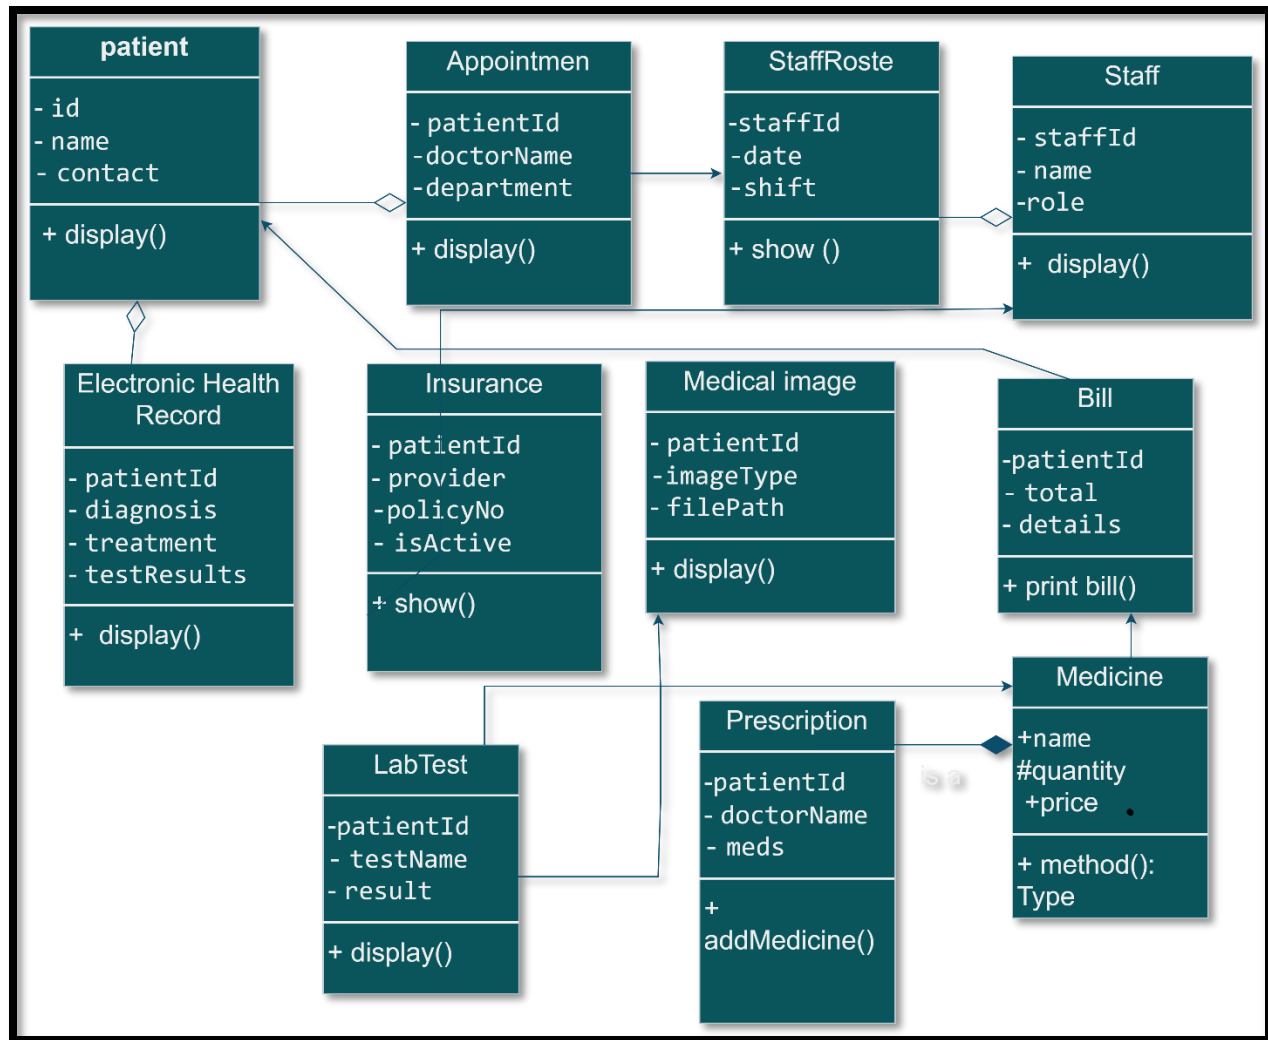 patient
- id
- name
- contact
+ display()
Appointmen
- patientId
-doctorName
-department
+ display()
StaffRoste
-staffId
-date
-shift
+ show ()
Staff
- staffId
- name
-role
+ display()
Electronic Health
Record
- patientId
- diagnosis
- treatment
- testResults
+ display()
Insurance
- patientId
- provider
-policyNo
- isActive
+ show()
Medical image
- patientId
-imageType
- filePath
+ display()
Bill
-patientId
- total
- details
+ print bill()
LabTest
-patientId
- testName
- result
+ display()
Prescription
-patientId
- doctorName
- meds
+
addMedicine()
is a
Medicine
+name
#quantity
+price
+ method():
Type